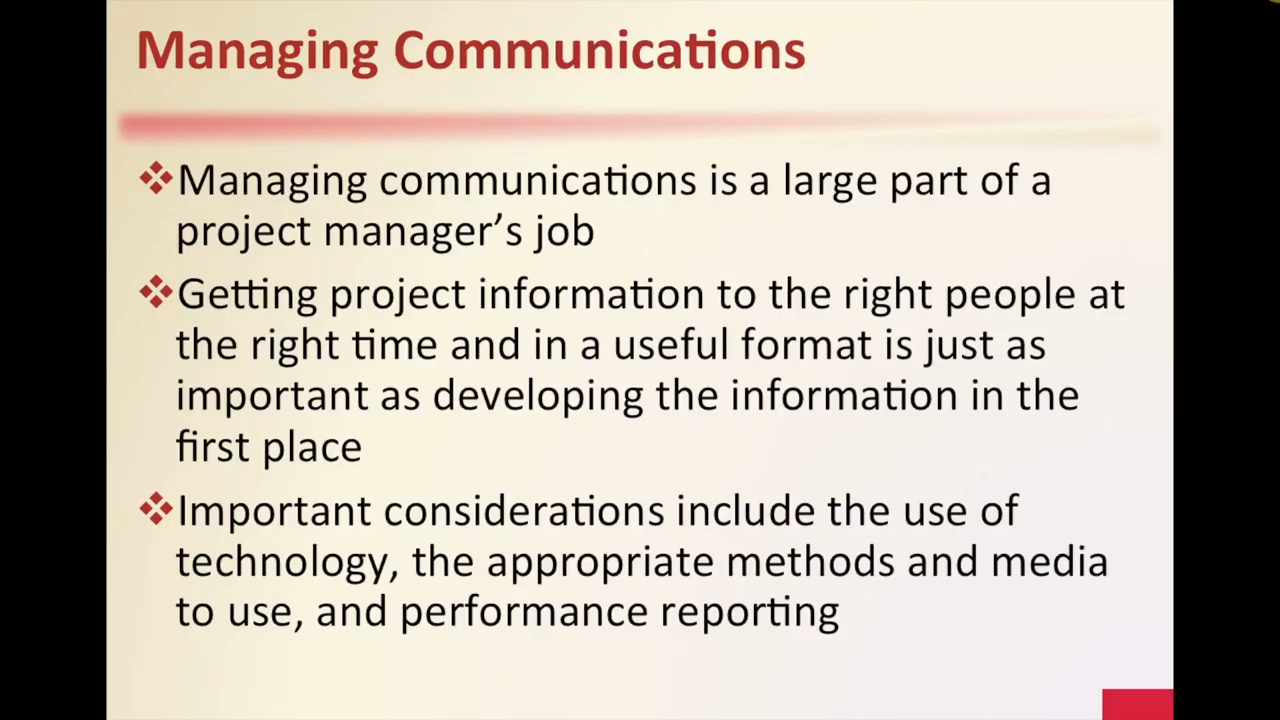 Managing Communications
❖Managing communications is a large part of a
project manager’s job
❖Getting project information to the right people at
the right time and in a useful format is just as
important as developing the information in the
first place
❖Important considerations include the use of
technology, the appropriate methods and media
to use, and performance reporting